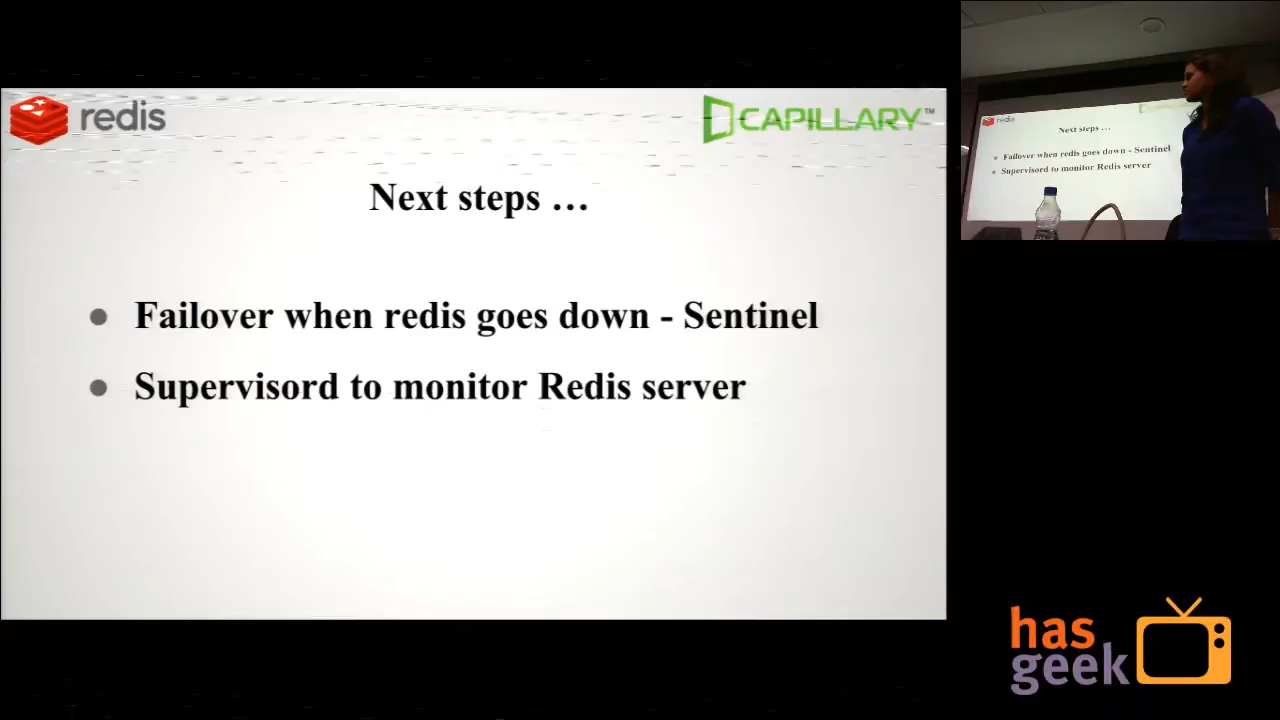 redis
CAPILLARY™
Next steps …
● Failover when redis goes down - Sentinel
● Supervisord to monitor Redis server
redis
Next steps ...
● Failover when redis goes down - Sentinel
● Supervisord to monitor Redis server
has
geek